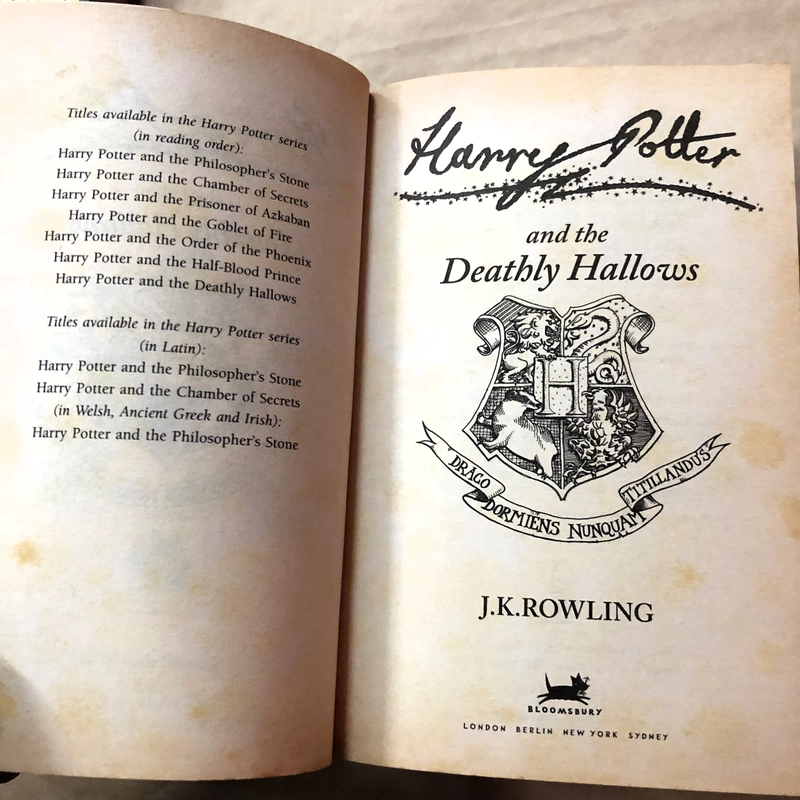 Titles available in the Harry Potter series
(in reading order):
Harry Potter and the Philosopher's Stone
Harry Potter and the Chamber of Secrets
Harry Potter and the Prisoner of Azkaban
Harry Potter and the Goblet of Fire
Harry Potter and the Order of the Phoenix
Harry Potter and the Half-Blood Prince
Harry Potter and the Deathly Hallows
Titles available in the Harry Potter series
(in Latin):
Harry Potter and the Philosopher's Stone
Harry Potter and the Chamber of Secrets
(in Welsh, Ancient Greek and Irish):
Harry Potter and the Philosopher's Stone
Harry Potter
and the
Deathly Hallows
H
DRACO DORMIENS NUNQUAM TITILLANDUS
J.K.ROWLING
BLOOMSBURY
LONDON BERLIN NEW YORK SYDNEY